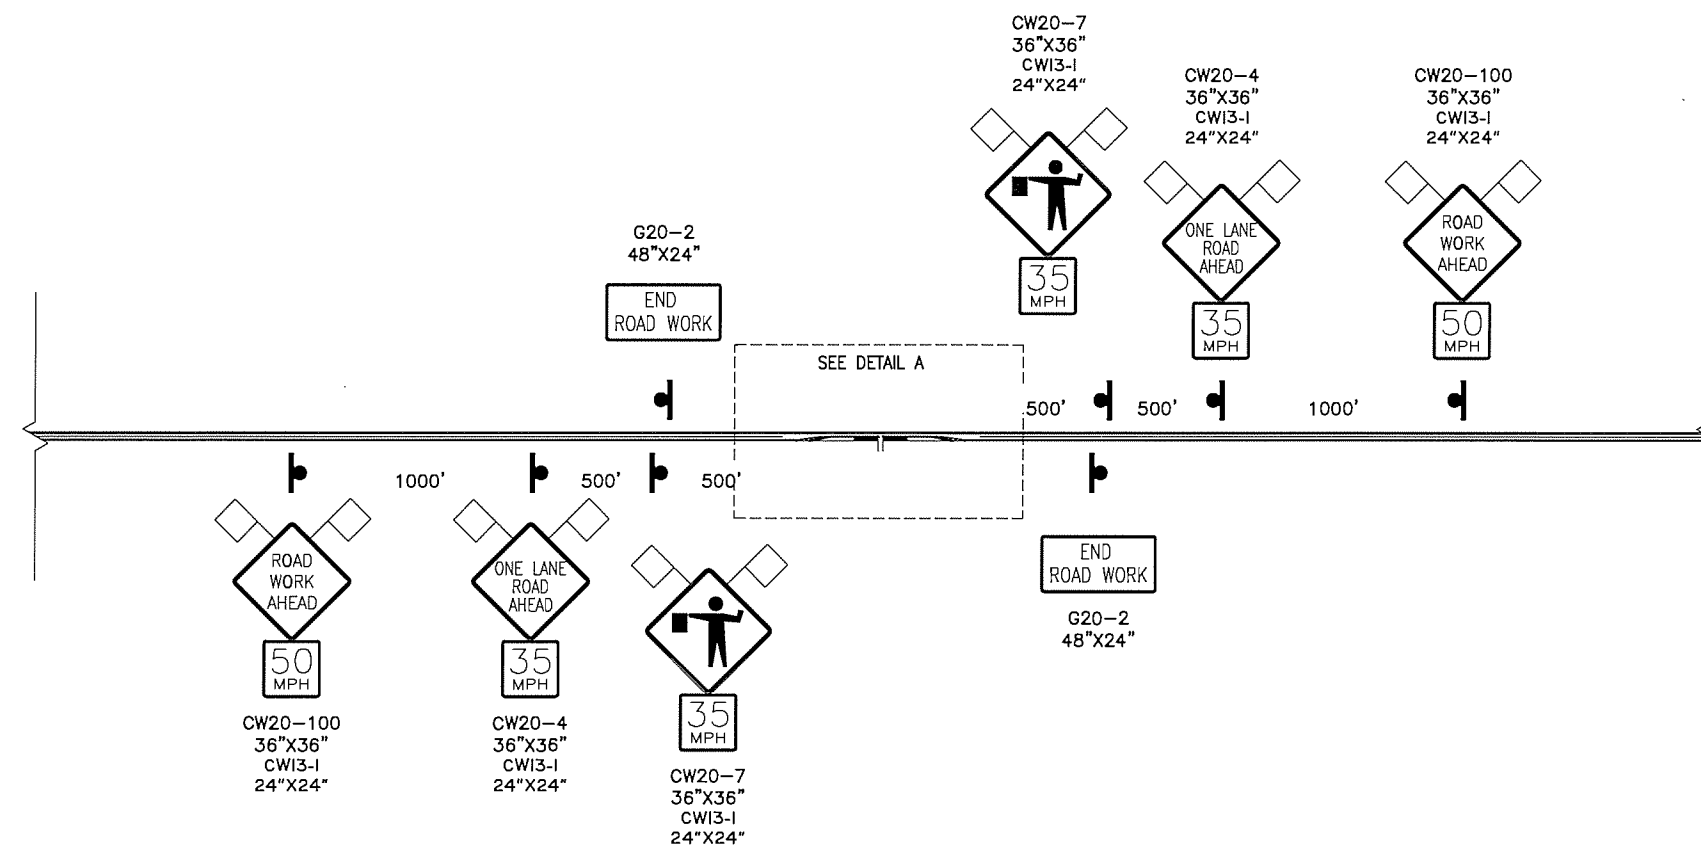 CW20-7
36"X36"
CW13-1
24"X24"
35
MPH
CW20-4
36"X36"
CW13-1
24"X24"
ONE LANE
ROAD
AHEAD
35
MPH
CW20-100
36"X36"
CW13-1
24"X24"
ROAD
WORK
AHEAD
50
MPH
G20-2
48"X24"
END
ROAD WORK
SEE DETAIL A
500'
500'
1000'
1000'
500'
500'
ROAD
WORK
AHEAD
50
MPH
CW20-100
36"X36"
CW13-1
24"X24"
ONE LANE
ROAD
AHEAD
35
MPH
CW20-4
36"X36"
CW13-1
24"X24"
35
MPH
CW20-7
36"X36"
CW13-1
24"X24"
END
ROAD WORK
G20-2
48"X24"